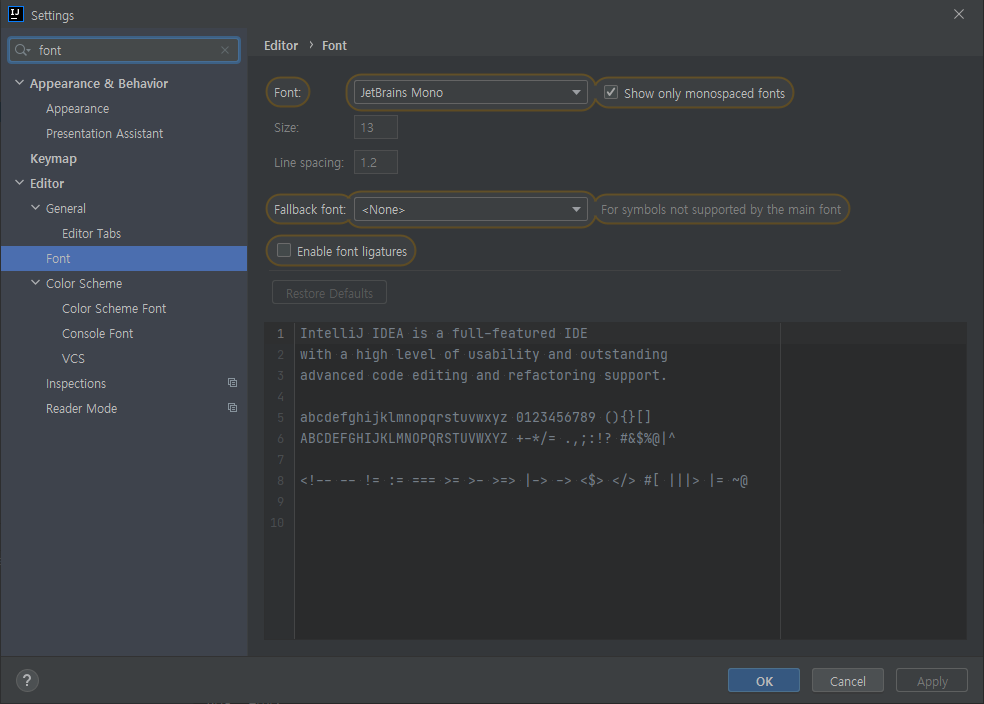 Settings
font
Appearance & Behavior
Appearance
Presentation Assistant
Keymap
Editor
General
Editor Tabs
Font
Color Scheme
Color Scheme Font
Console Font
VCS
Inspections
Reader Mode
Editor › Font
Font: JetBrains Mono Show only monospaced fonts
Size: 13
Line spacing: 1.2
Fallback font: <None> For symbols not supported by the main font
Enable font ligatures
Restore Defaults
1 IntelliJ IDEA is a full-featured IDE
2 with a high level of usability and outstanding
3 advanced code editing and refactoring support.
4
5 abcdefghijklmnopqrstuvwxyz 0123456789 (){}[]
6 ABCDEFGHIJKLMNOPQRSTUVWXYZ +-*/= .,;:!? #&$%@|^
7
8 <!-- -- != := === >= >- >=> |-> -> <$> </> #[ |||> |= ~@
9
10
? OK Cancel Apply